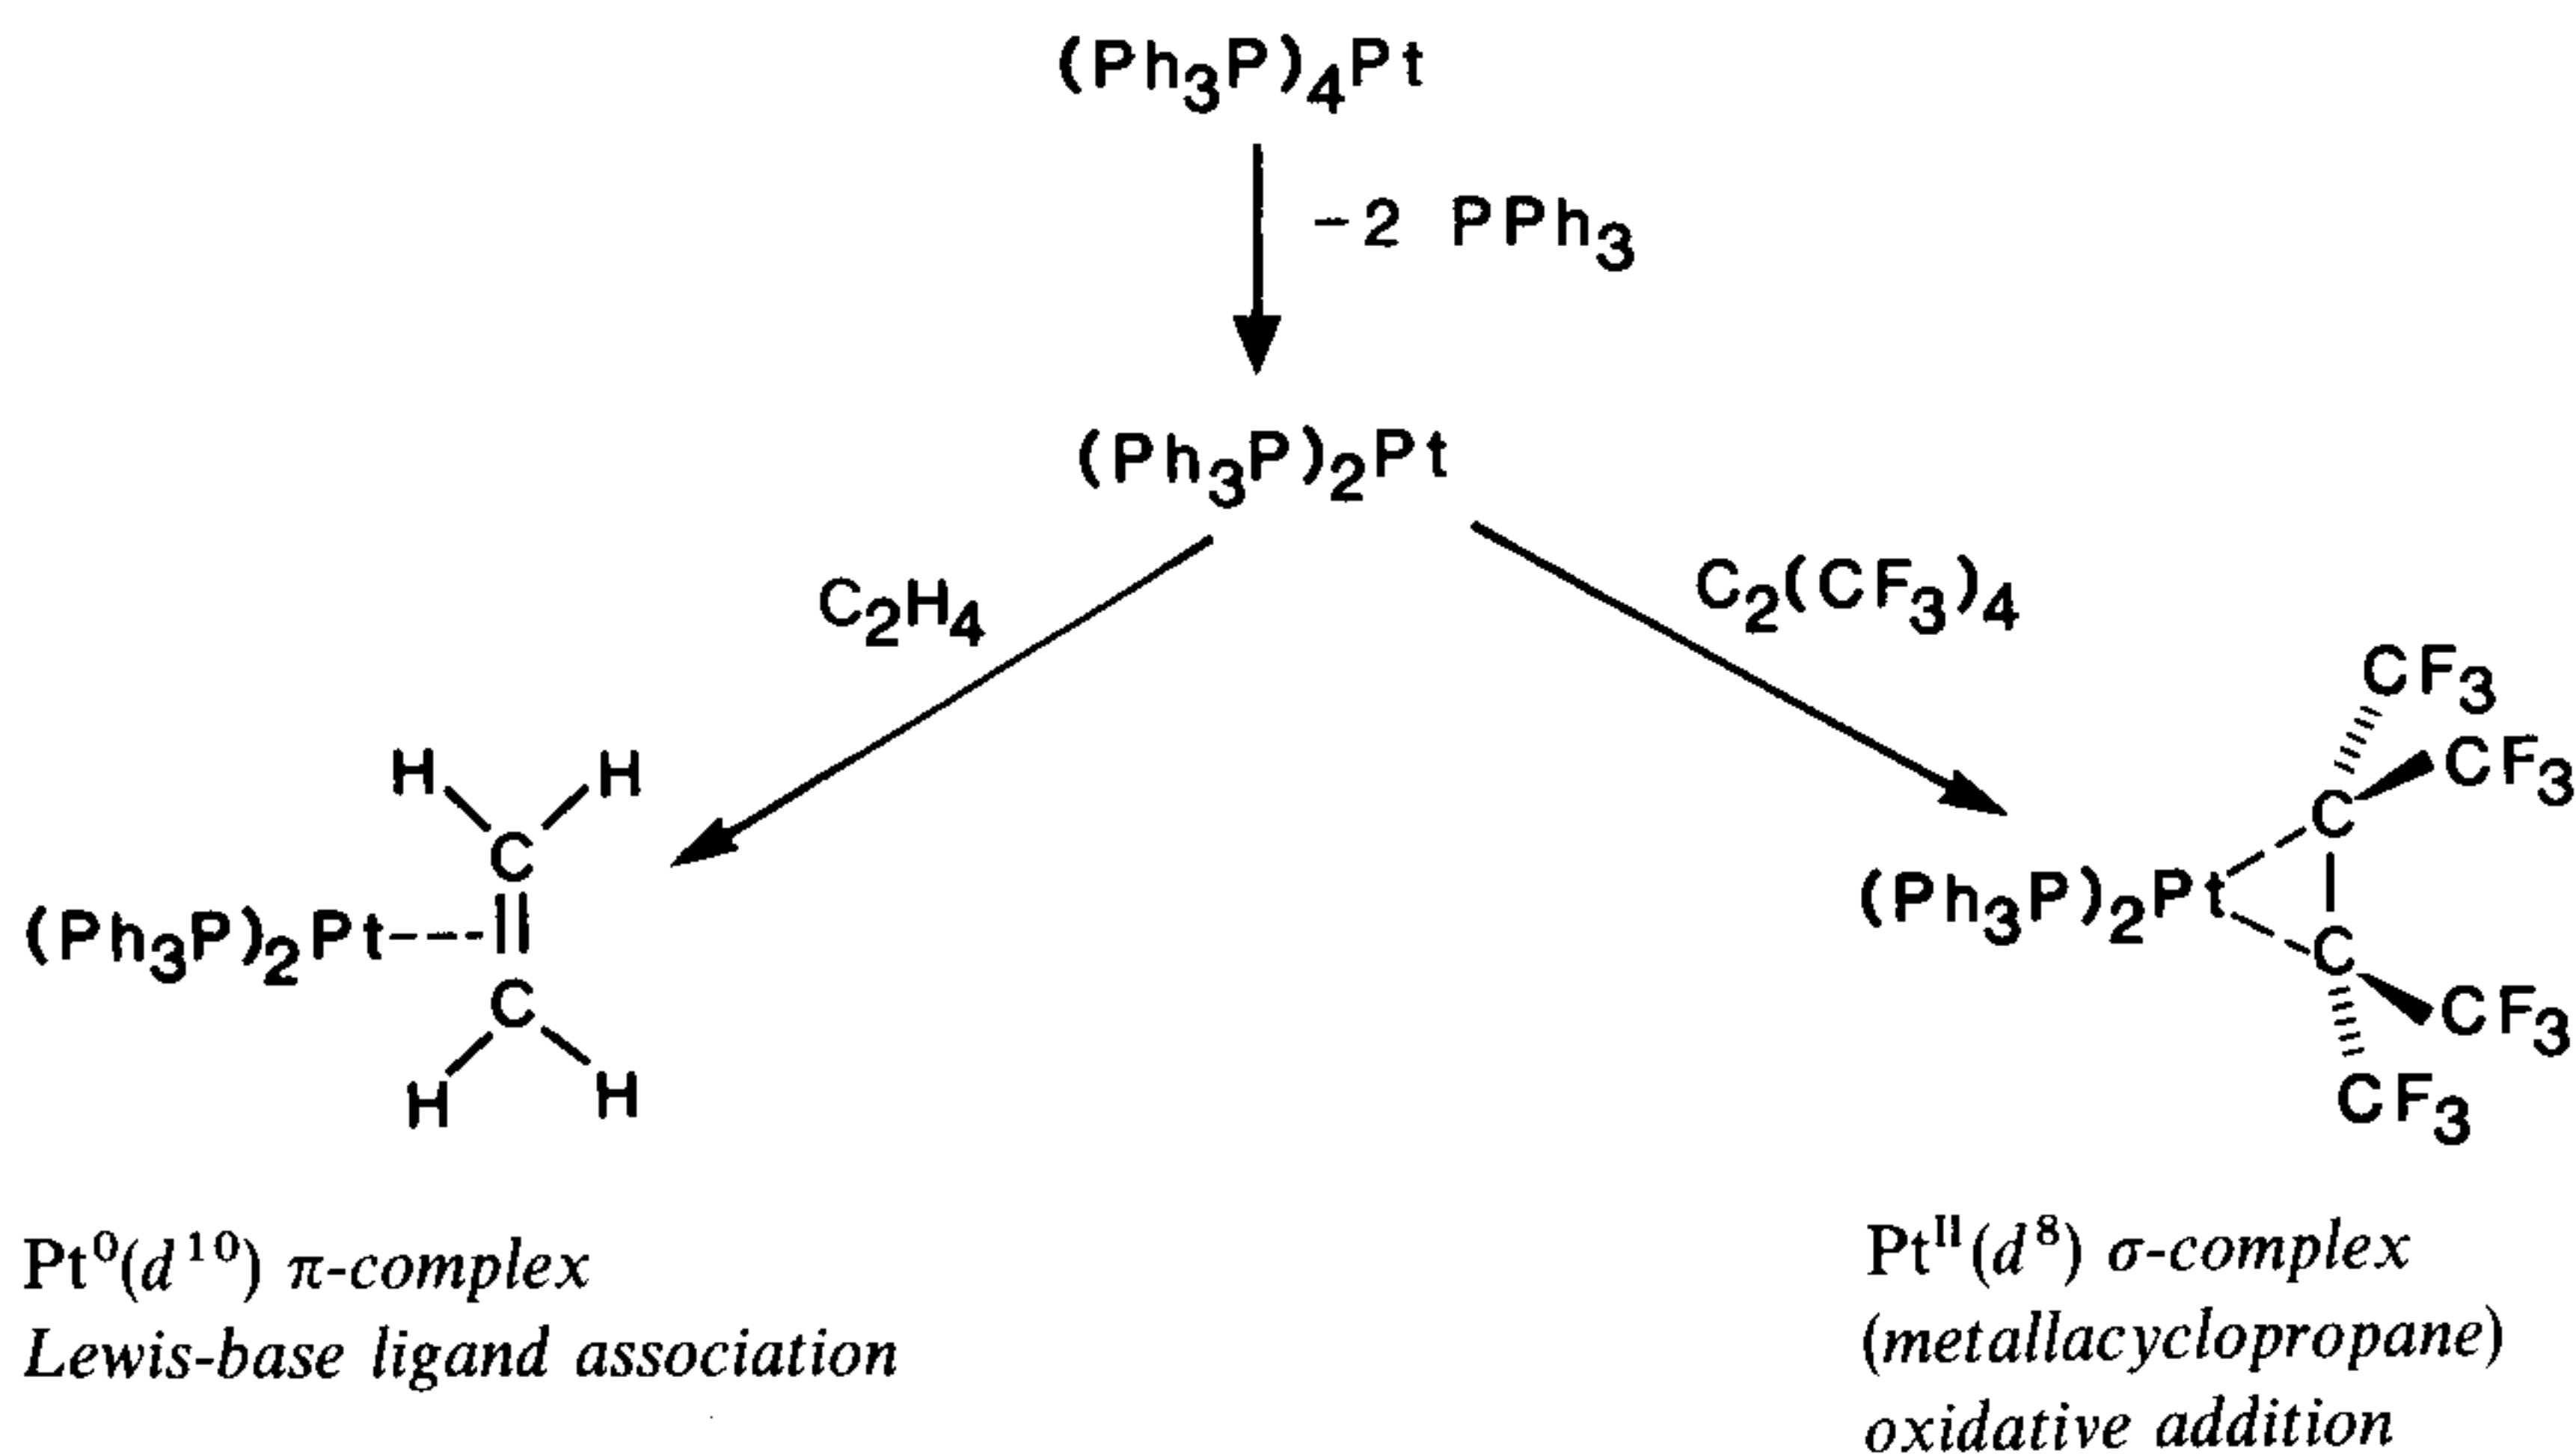 (Ph₃P)₄Pt
-2 PPh₃
(Ph₃P)₂Pt
C₂H₄
C₂(CF₃)₄
H H
C
(Ph₃P)₂Pt---||
C
H H
CF₃
CF₃
C
(Ph₃P)₂Pt
C
CF₃
CF₃
Pt⁰(d¹⁰) π-complex
Lewis-base ligand association
Ptᴵᴵ(d⁸) σ-complex
(metallacyclopropane)
oxidative addition